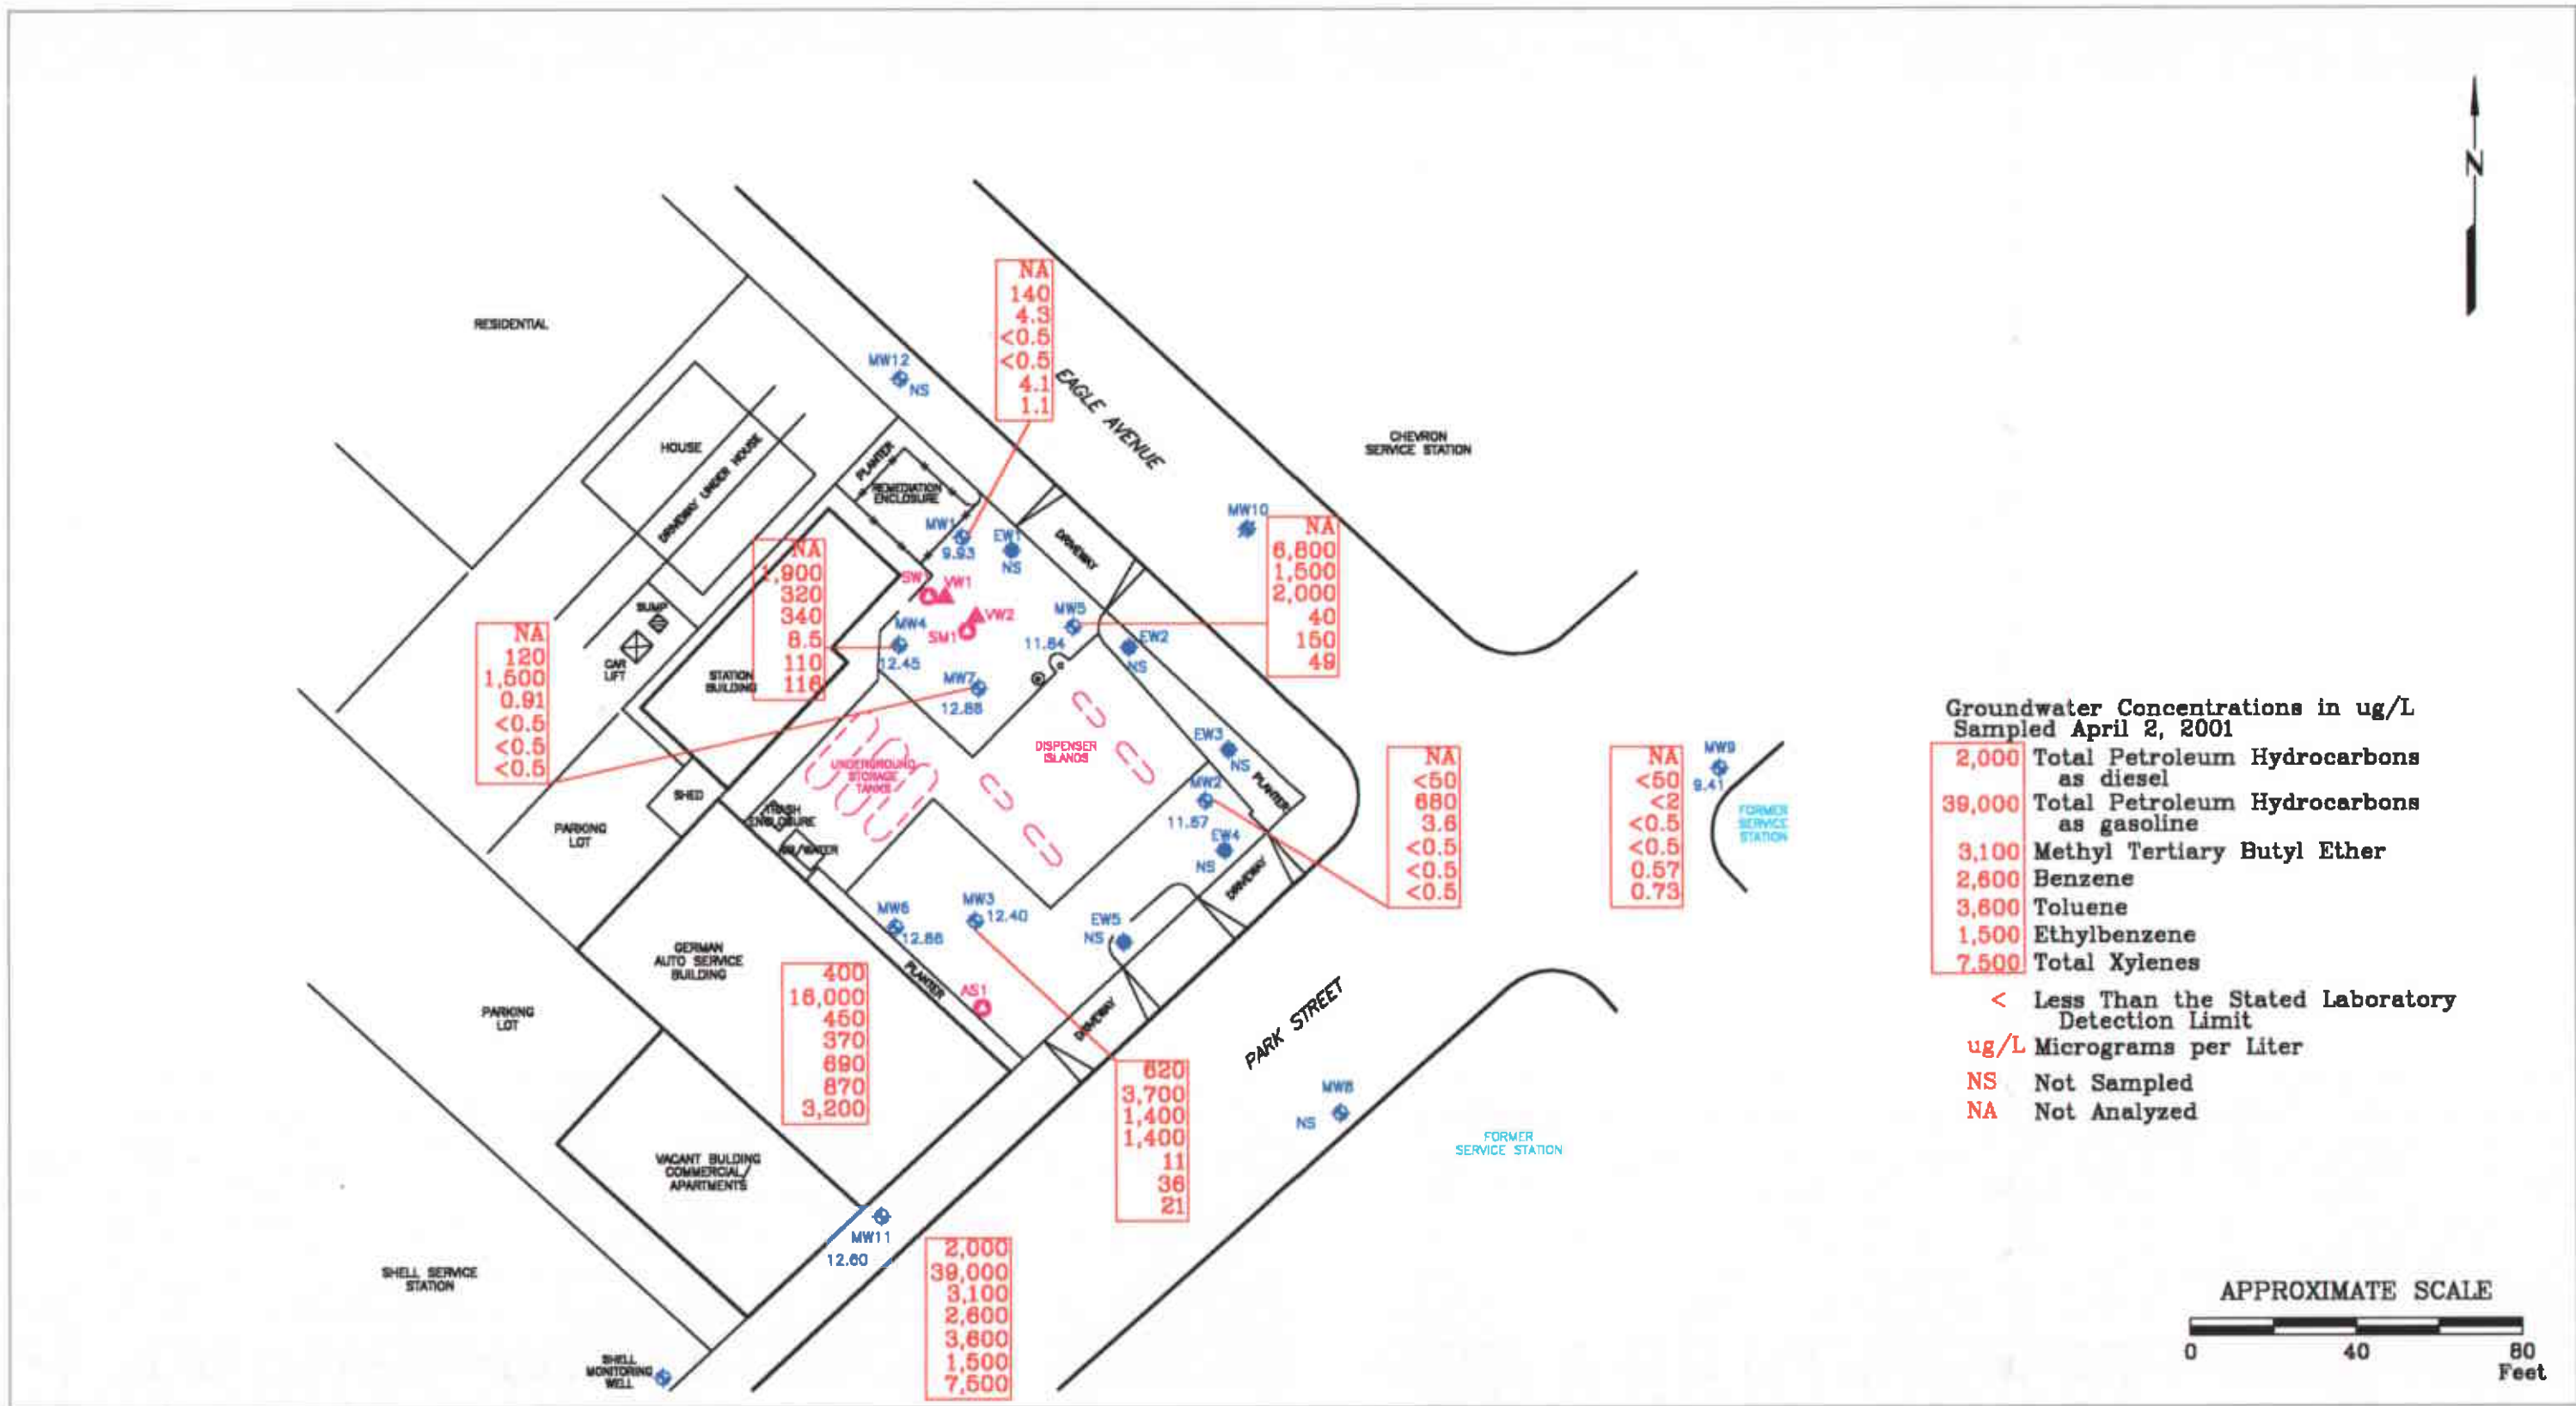 N
NA
140
4.3
<0.5
<0.5
4.1
1.1
RESIDENTIAL
MW12
NS
EAGLE AVENUE
CHEVRON
SERVICE STATION
HOUSE
DRIVEWAY UNDER HOUSE
PLANTER
REMEDIATION
ENCLOSURE
MW1
9.93
EW1
NS
DRIVEWAY
MW10
NA
6,800
1,500
2,000
40
150
49
NA
1,900
320
340
8.5
110
116
SW
VW1
VW2
SM1
MW4
12.45
MW5
11.64
EW2
NS
SUMP
CAR
LIFT
STATION
BUILDING
MW7
12.88
NA
120
1,500
0.91
<0.5
<0.5
<0.5
UNDERGROUND
STORAGE
TANKS
DISPENSER
ISLANDS
EW3
NS
MW2
11.67
PLANTER
EW4
NS
NA
<50
680
3.6
<0.5
<0.5
<0.5
NA
<50
<2
<0.5
<0.5
0.57
0.73
MW9
9.41
FORMER
SERVICE
STATION
SHED
TRASH
ENCLOSURE
PARKING
LOT
MW6
12.86
MW3
12.40
EW5
NS
DRIVEWAY
GERMAN
AUTO SERVICE
BUILDING
PLANTER
AS1
DRIVEWAY
PARKING
LOT
400
16,000
450
370
690
870
3,200
PARK STREET
620
3,700
1,400
1,400
11
36
21
MW8
NS
FORMER
SERVICE STATION
VACANT BUILDING
COMMERCIAL/
APARTMENTS
MW11
12.60
2,000
39,000
3,100
2,600
3,600
1,500
7,500
SHELL SERVICE
STATION
SHELL
MONITORING
WELL
Groundwater Concentrations in ug/L
Sampled April 2, 2001
2,000 Total Petroleum Hydrocarbons
as diesel
39,000 Total Petroleum Hydrocarbons
as gasoline
3,100 Methyl Tertiary Butyl Ether
2,600 Benzene
3,600 Toluene
1,500 Ethylbenzene
7,500 Total Xylenes
< Less Than the Stated Laboratory
Detection Limit
ug/L Micrograms per Liter
NS Not Sampled
NA Not Analyzed
APPROXIMATE SCALE
0 40 80
Feet